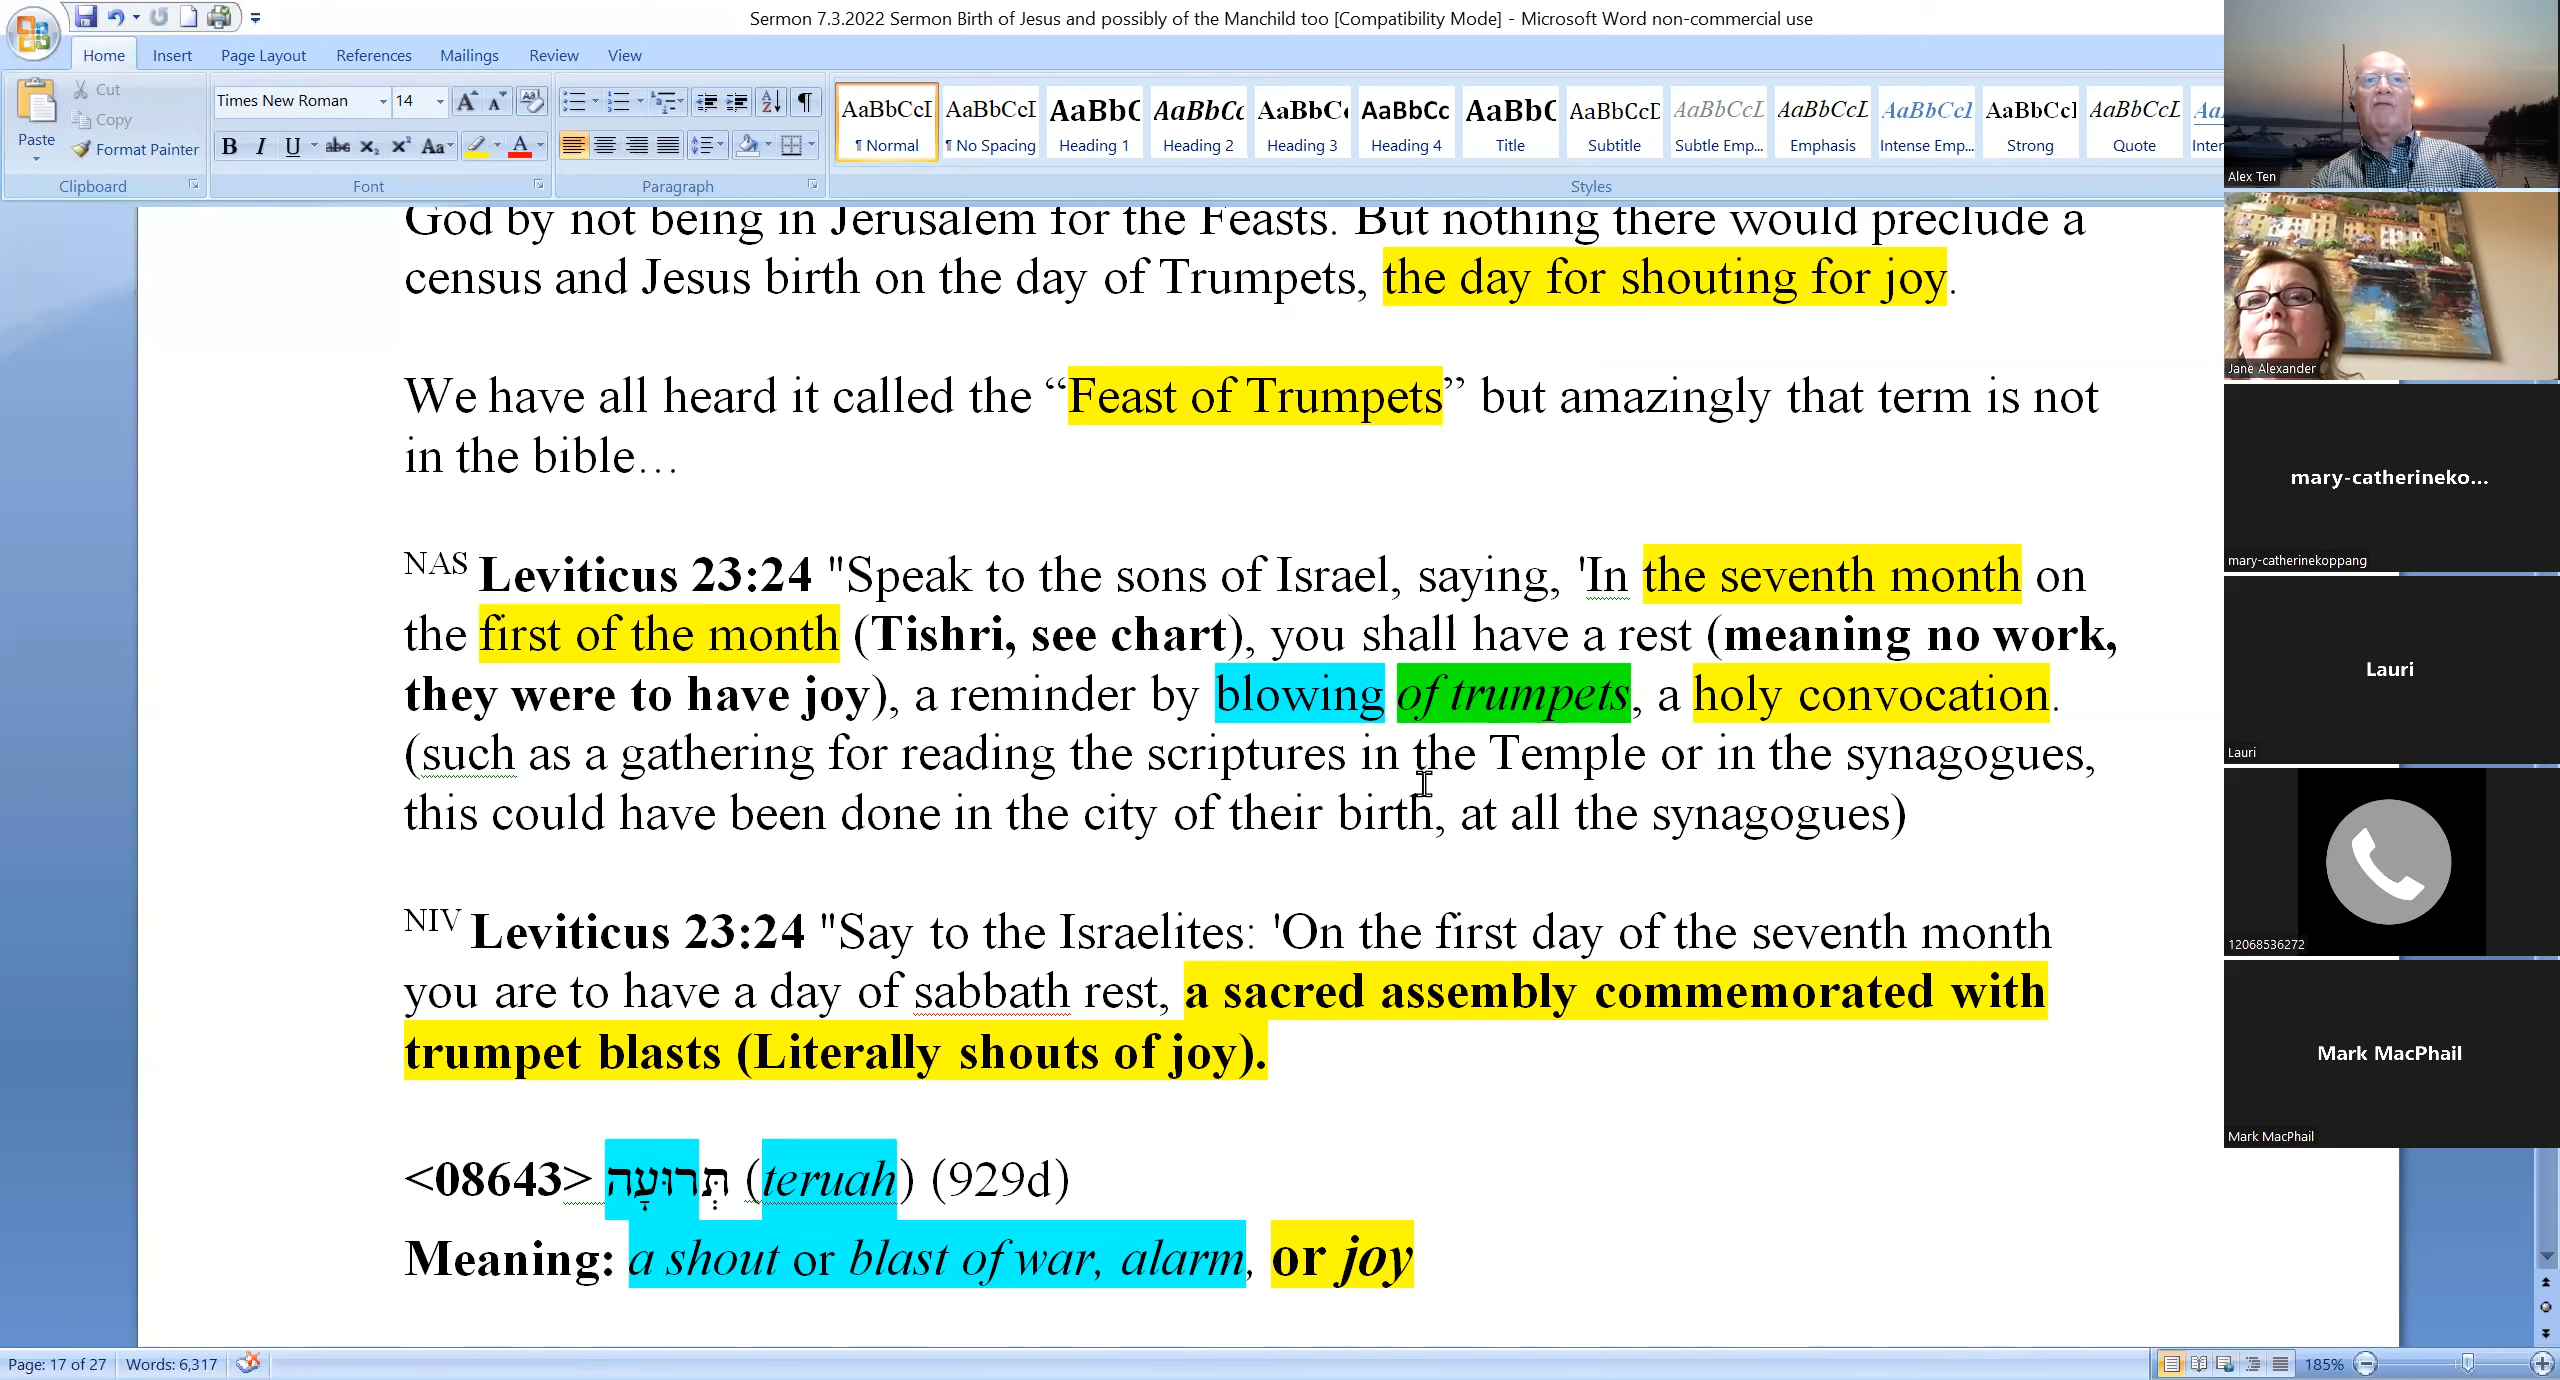 Sermon 7.3.2022 Sermon Birth of Jesus and possibly of the Manchild too [Compatibility Mode] - Microsoft Word non-commercial use
Home Insert Page Layout References Mailings Review View
Paste
Cut
Copy
Format Painter
Clipboard
Times New Roman 14
Font
Paragraph
AaBbCcI AaBbCcI AaBbC AaBbCc AaBbC AaBbCc AaBbC AaBbCcI AaBbCcL AaBbCcL AaBbCcI AaBbCcI AaBbCcL
¶ Normal ¶ No Spacing Heading 1 Heading 2 Heading 3 Heading 4 Title Subtitle Subtle Emp... Emphasis Intense Emp... Strong Quote
Styles
God by not being in Jerusalem for the Feasts. But nothing there would preclude a
census and Jesus birth on the day of Trumpets, the day for shouting for joy.
We have all heard it called the “Feast of Trumpets” but amazingly that term is not
in the bible…
NAS Leviticus 23:24 "Speak to the sons of Israel, saying, 'In the seventh month on
the first of the month (Tishri, see chart), you shall have a rest (meaning no work,
they were to have joy), a reminder by blowing of trumpets, a holy convocation.
(such as a gathering for reading the scriptures in the Temple or in the synagogues,
this could have been done in the city of their birth, at all the synagogues)
NIV Leviticus 23:24 "Say to the Israelites: 'On the first day of the seventh month
you are to have a day of sabbath rest, a sacred assembly commemorated with
trumpet blasts (Literally shouts of joy).
<08643> תְּרוּעָה (teruah) (929d)
Meaning: a shout or blast of war, alarm, or joy
Page: 17 of 27 Words: 6,317
185%
Alex Ten
Jane Alexander
mary-catherineko...
mary-catherinekoppang
Lauri
Lauri
12068536272
Mark MacPhail
Mark MacPhail